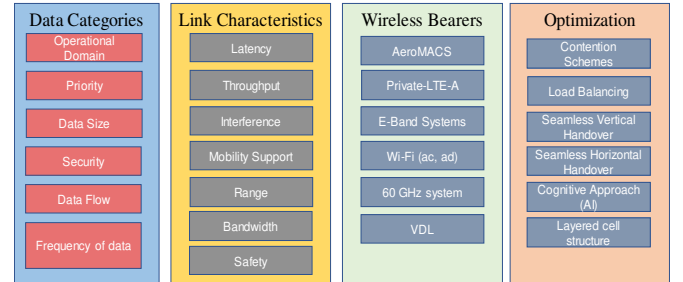 Data Categories
Operational
Domain
Priority
Data Size
Security
Data Flow
Frequency of data
Link Characteristics
Latency
Throughput
Interference
Mobility Support
Range
Bandwidth
Safety
Wireless Bearers
AeroMACS
Private-LTE-A
E-Band Systems
Wi-Fi (ac, ad)
60 GHz system
VDL
Optimization
Contention
Schemes
Load Balancing
Seamless Vertical
Handover
Seamless Horizontal
Handover
Cognitive Approach
(AI)
Layered cell
structure